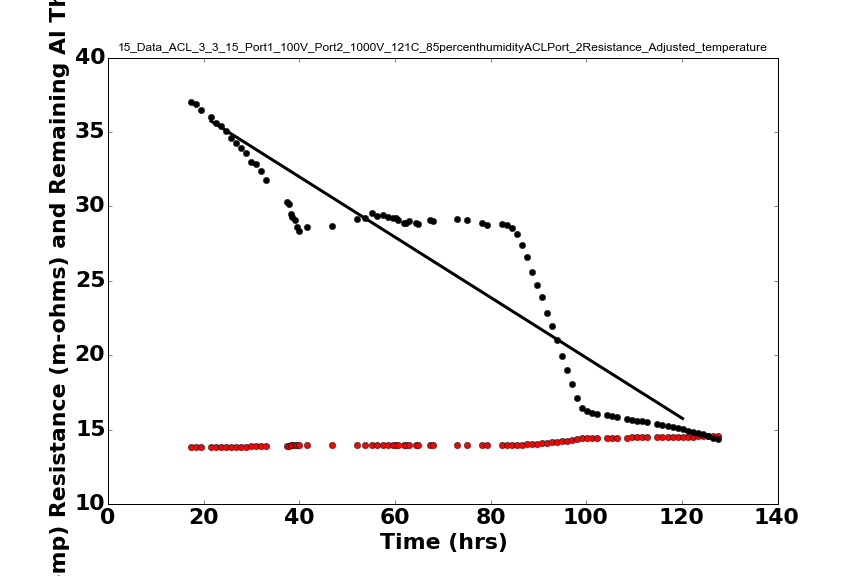 15_Data_ACL_3_3_15_Port1_100V_Port2_1000V_121C_85percenthumidityACLPort_2Resistance_Adjusted_temperature
mp) Resistance (m-ohms) and Remaining Al Th
40
35
30
25
20
15
10
0 20 40 60 80 100 120 140
Time (hrs)